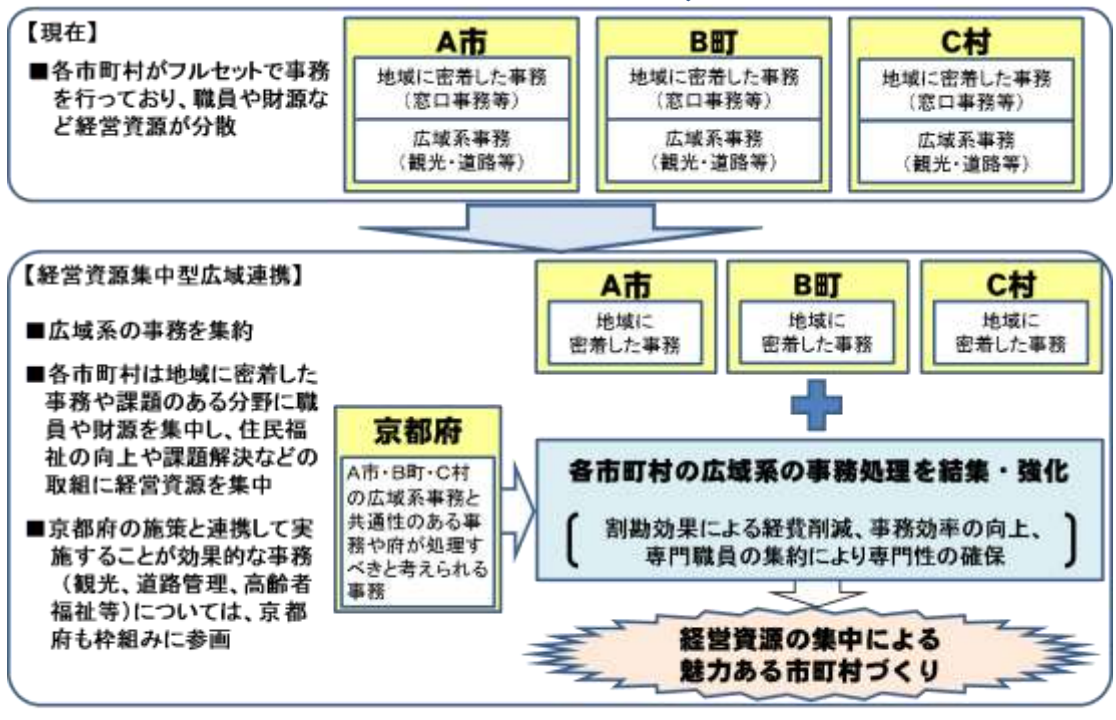 【現在】
■各市町村がフルセットで事務
を行っており、職員や財源な
ど経営資源が分散
A市
地域に密着した事務
（窓口事務等）
広域系事務
（観光・道路等）
B町
地域に密着した事務
（窓口事務等）
広域系事務
（観光・道路等）
C村
地域に密着した事務
（窓口事務等）
広域系事務
（観光・道路等）
【経営資源集中型広域連携】
■広域系の事務を集約
■各市町村は地域に密着した
事務や課題のある分野に職
員や財源を集中し、住民福
祉の向上や課題解決などの
取組に経営資源を集中
■京都府の施策と連携して実
施することが効果的な事務
（観光、道路管理、高齢者
福祉等）については、京都
府も枠組みに参画
A市
地域に
密着した事務
B町
地域に
密着した事務
C村
地域に
密着した事務
京都府
A市・B町・C村
の広域系事務と
共通性のある事
務や府が処理す
べきと考えられる
事務
各市町村の広域系の事務処理を結集・強化
割勘効果による経費削減、事務効率の向上、
専門職員の集約により専門性の確保
経営資源の集中による
魅力ある市町村づくり